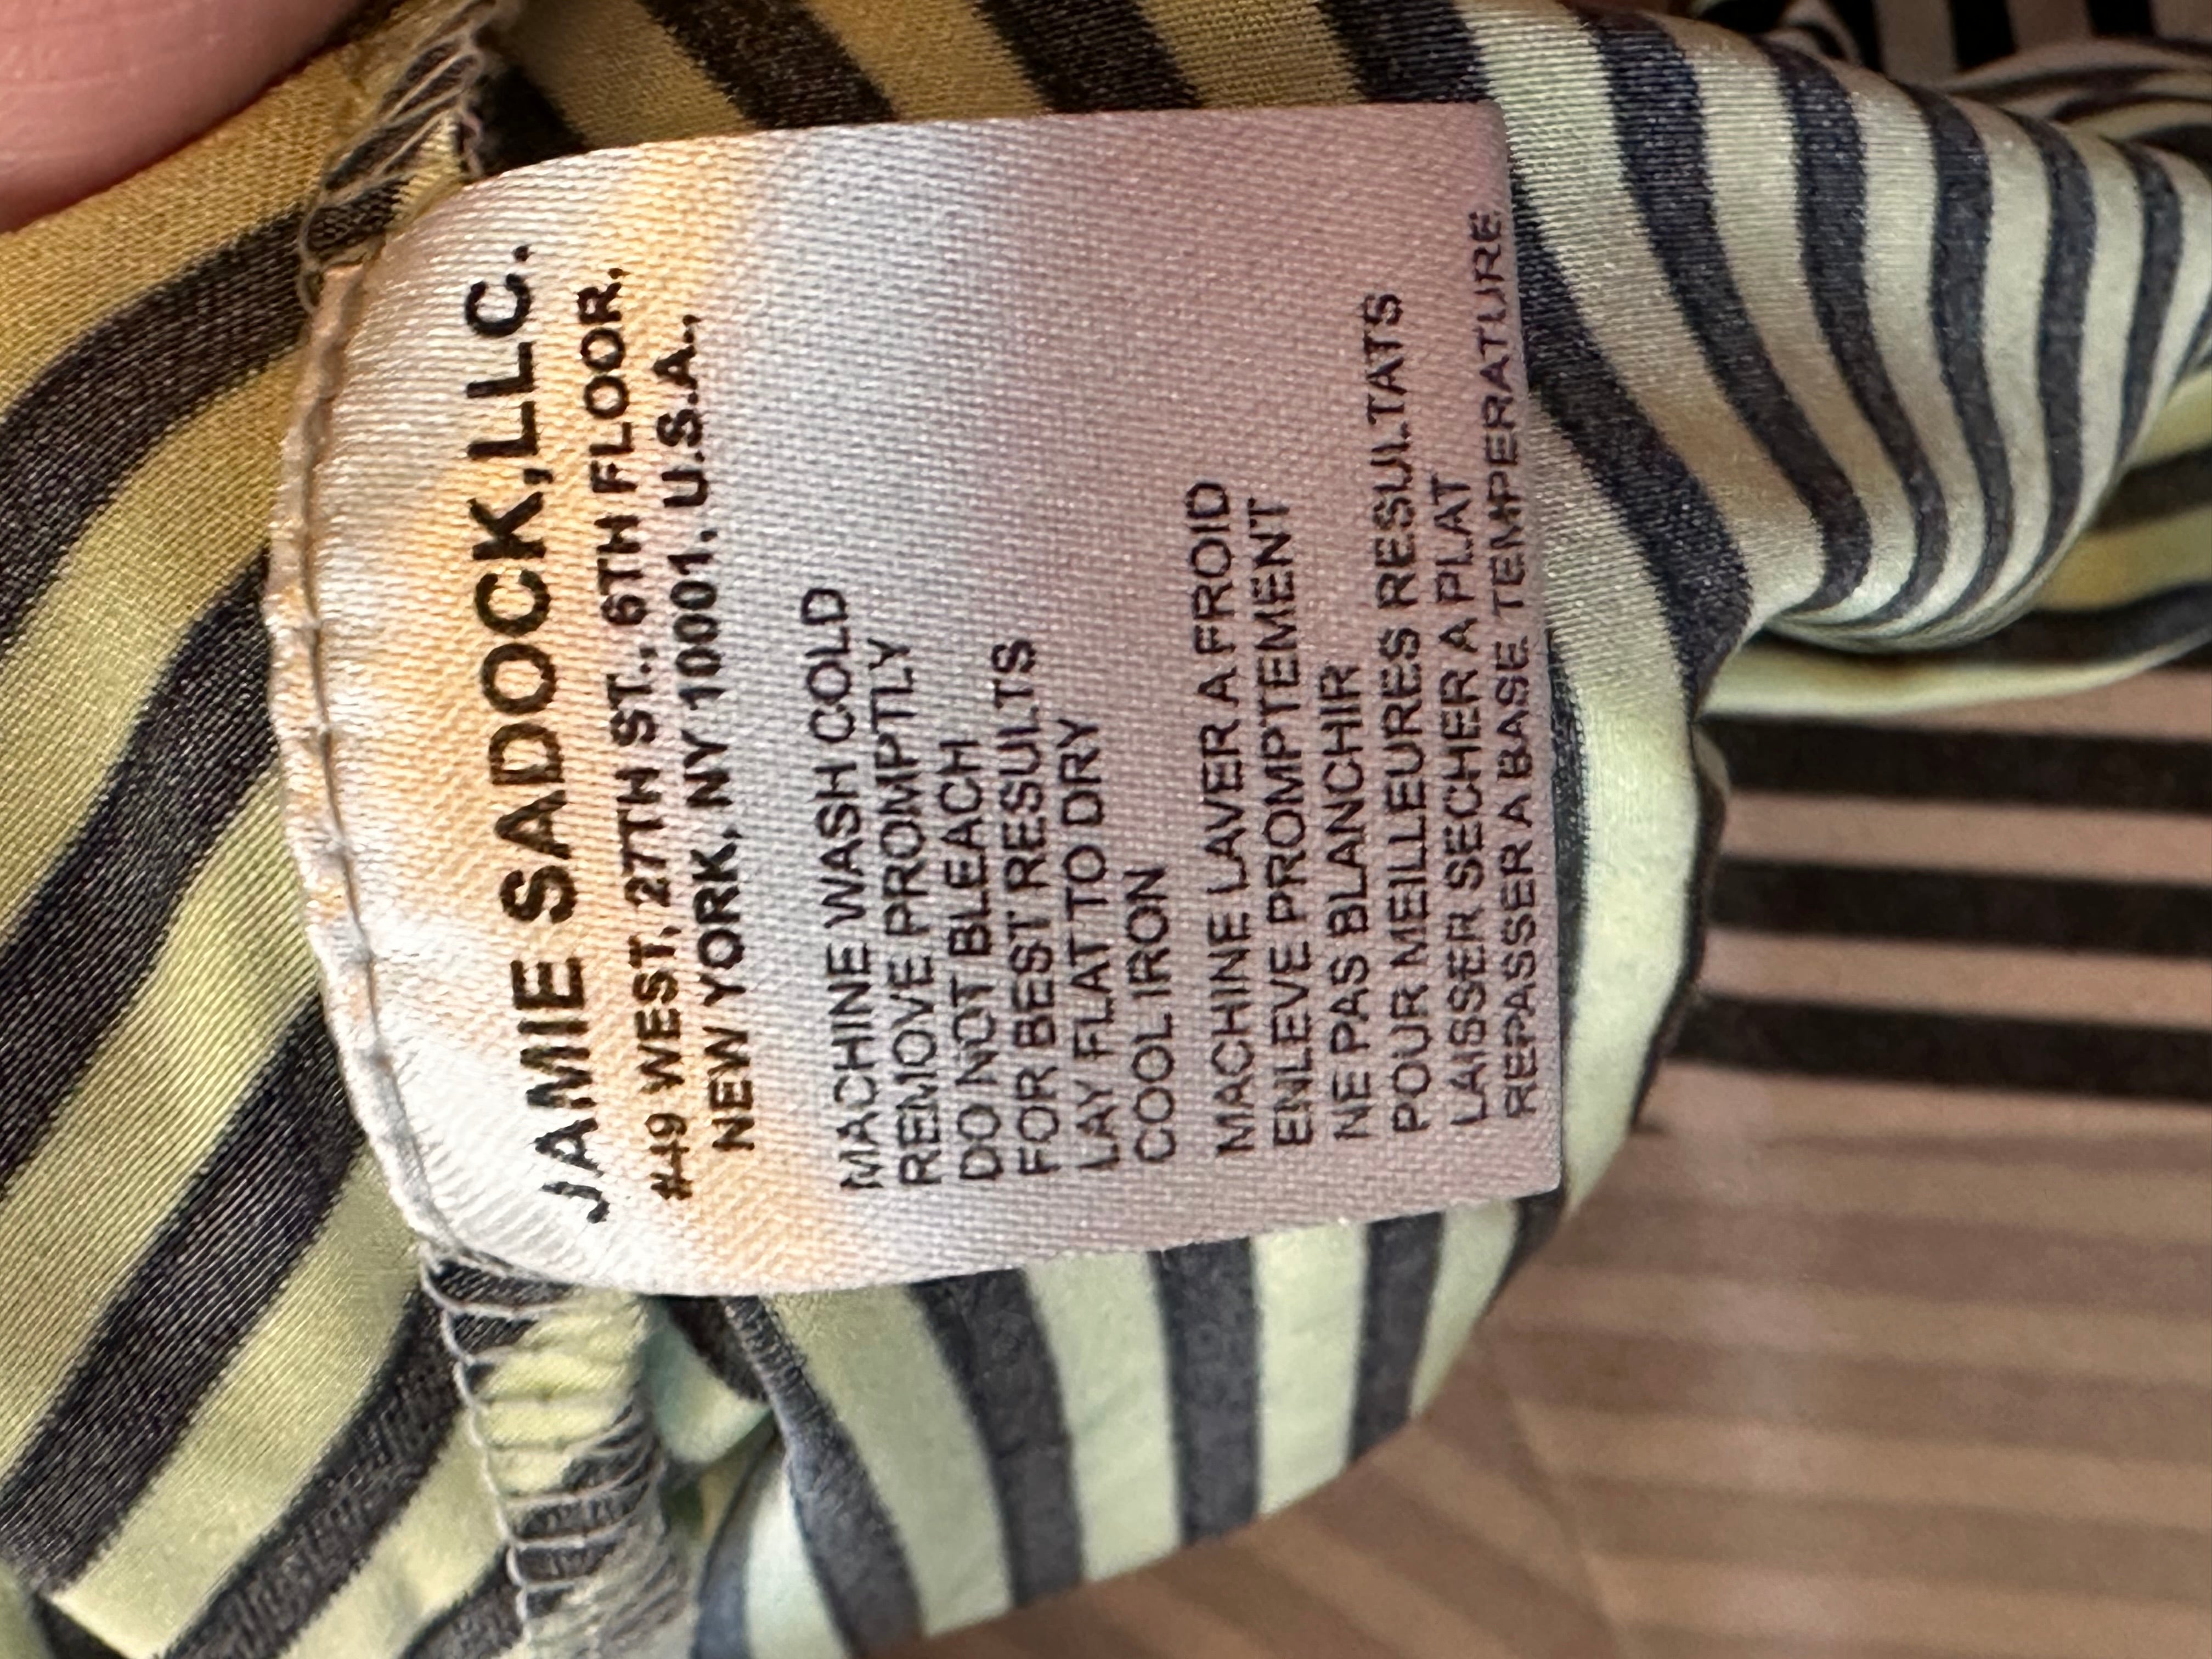 JAMIE SADOCK,LLC.
#49 WEST, 27TH ST., 6TH FLOOR,
NEW YORK, NY 10001, U.S.A.,
MACHINE WASH COLD
REMOVE PROMPTLY
DO NOT BLEACH
FOR BEST RESULTS
LAY FLAT TO DRY
COOL IRON
MACHINE LAVER A FROID
ENLEVE PROMPTEMENT
NE PAS BLANCHIR
POUR MEILLEURES RESULTATS
LAISSER SECHER A PLAT
REPASSER A BASE TEMPERATURE